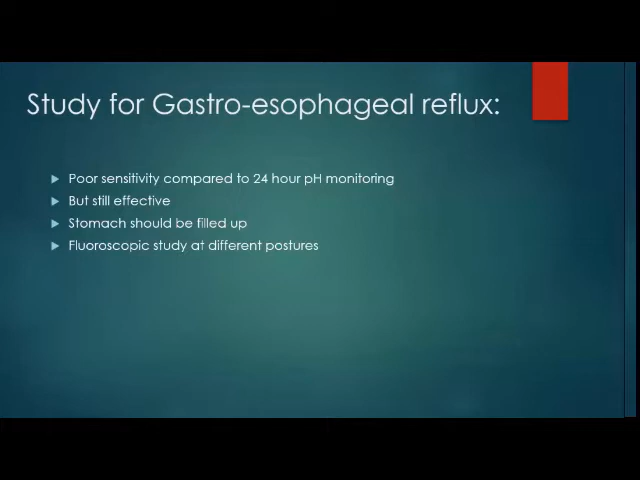 Study for Gastro-esophageal reflux:
Poor sensitivity compared to 24 hour pH monitoring
But still effective
Stomach should be filled up
Fluoroscopic study at different postures